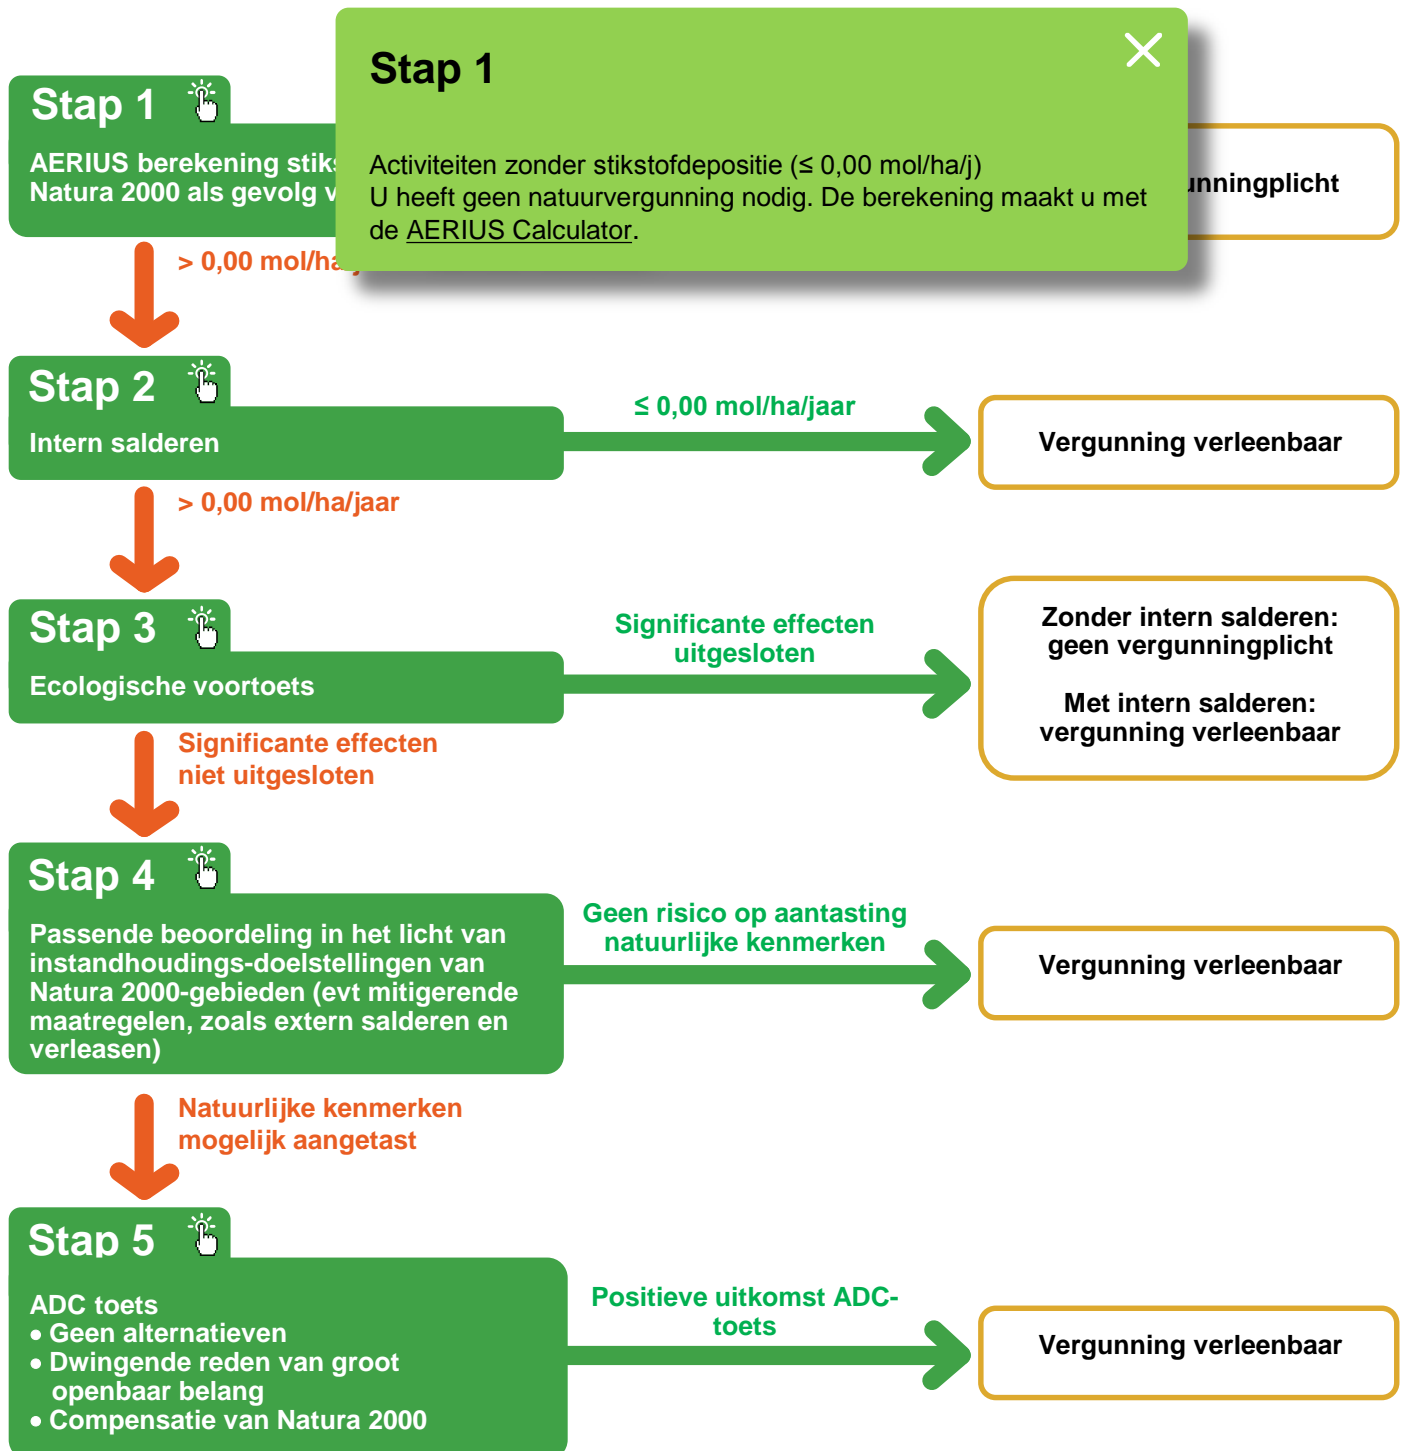 Stap 1
Activiteiten zonder stikstofdepositie (≤ 0,00 mol/ha/j)
U heeft geen natuurvergunning nodig. De berekening maakt u met
de AERIUS Calculator.
Stap 1
AERIUS berekening
Natura 2000 als gevolg
> 0,00
Stap 2
Intern salderen
≤ 0,00 mol/ha/jaar
Vergunning verleenbaar
> 0,00 mol/ha/jaar
Stap 3
Ecologische voortoets
Significante effecten
uitgesloten
Zonder intern salderen:
geen vergunningplicht
Met intern salderen:
vergunning verleenbaar
Significante effecten
niet uitgesloten
Stap 4
Passende beoordeling in het licht van
instandhoudings-doelstellingen van
Natura 2000-gebieden (evt mitigerende
maatregelen, zoals extern salderen en
verleasen)
Geen risico op aantasting
natuurlijke kenmerken
Vergunning verleenbaar
Natuurlijke kenmerken
mogelijk aangetast
Stap 5
ADC toets
• Geen alternatieven
• Dwingende reden van groot
openbaar belang
• Compensatie van Natura 2000
Positieve uitkomst ADC-
toets
Vergunning verleenbaar